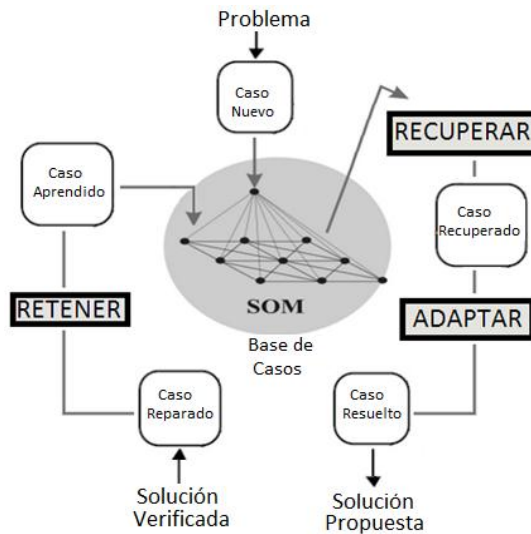 Problema
Caso
Nuevo
RECUPERAR
Caso
Aprendido
Caso
Recuperado
SOM
RETENER
ADAPTAR
Base de
Casos
Caso
Reparado
Caso
Resuelto
Solución
Verificada
Solución
Propuesta